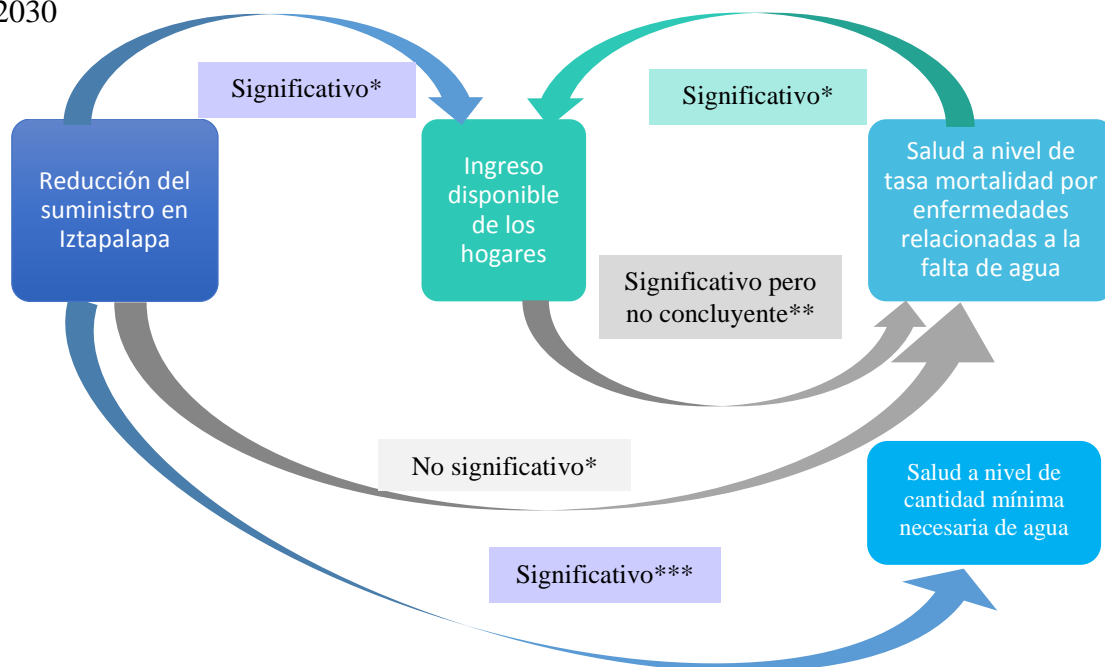 2030
Significativo*
Significativo*
Reducción del
suministro en
Iztapalapa
Ingreso
disponible
de los
hogares
Salud a nivel de
tasa mortalidad por
enfermedades
relacionadas a la
falta de agua
Significativo pero
no concluyente**
No significativo*
Salud a nivel de
cantidad mínima
necesaria de agua
Significativo***